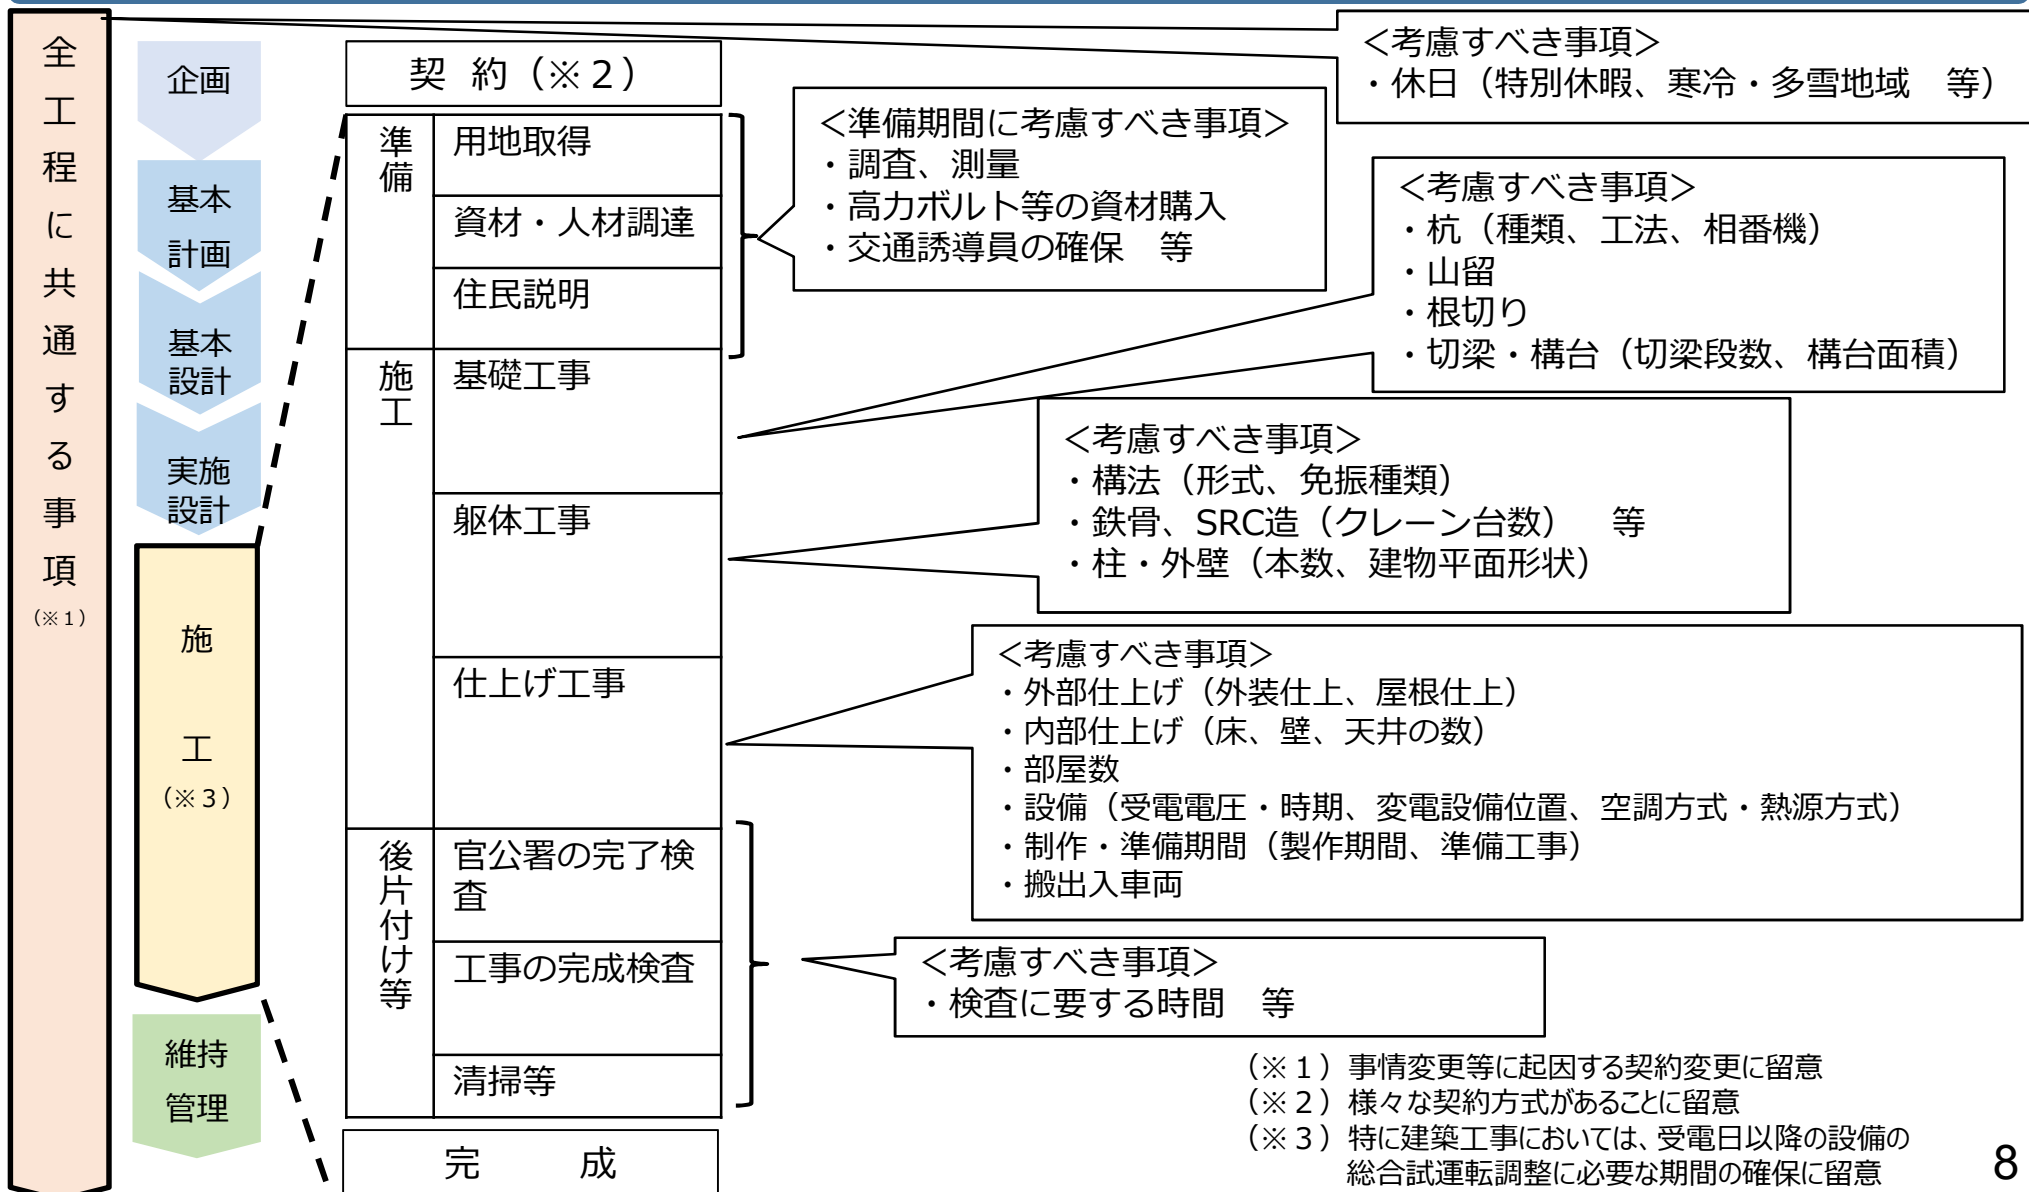 全工程に共通する事項
（※１）
企画
基本
計画
基本
設計
実施
設計
施
工
（※３）
維持
管理
契 約（※２）
準備
用地取得
資材・人材調達
住民説明
施工
基礎工事
躯体工事
仕上げ工事
後片付け等
官公署の完了検
査
工事の完成検査
清掃等
完 成
＜考慮すべき事項＞
・休日（特別休暇、寒冷・多雪地域 等）
＜準備期間に考慮すべき事項＞
・調査、測量
・高力ボルト等の資材購入
・交通誘導員の確保 等
＜考慮すべき事項＞
・杭（種類、工法、相番機）
・山留
・根切り
・切梁・構台（切梁段数、構台面積）
＜考慮すべき事項＞
・構法（形式、免振種類）
・鉄骨、SRC造（クレーン台数） 等
・柱・外壁（本数、建物平面形状）
＜考慮すべき事項＞
・外部仕上げ（外装仕上、屋根仕上）
・内部仕上げ（床、壁、天井の数）
・部屋数
・設備（受電電圧・時期、変電設備位置、空調方式・熱源方式）
・制作・準備期間（製作期間、準備工事）
・搬出入車両
＜考慮すべき事項＞
・検査に要する時間 等
（※１）事情変更等に起因する契約変更に留意
（※２）様々な契約方式があることに留意
（※３）特に建築工事においては、受電日以降の設備の
総合試運転調整に必要な期間の確保に留意
8